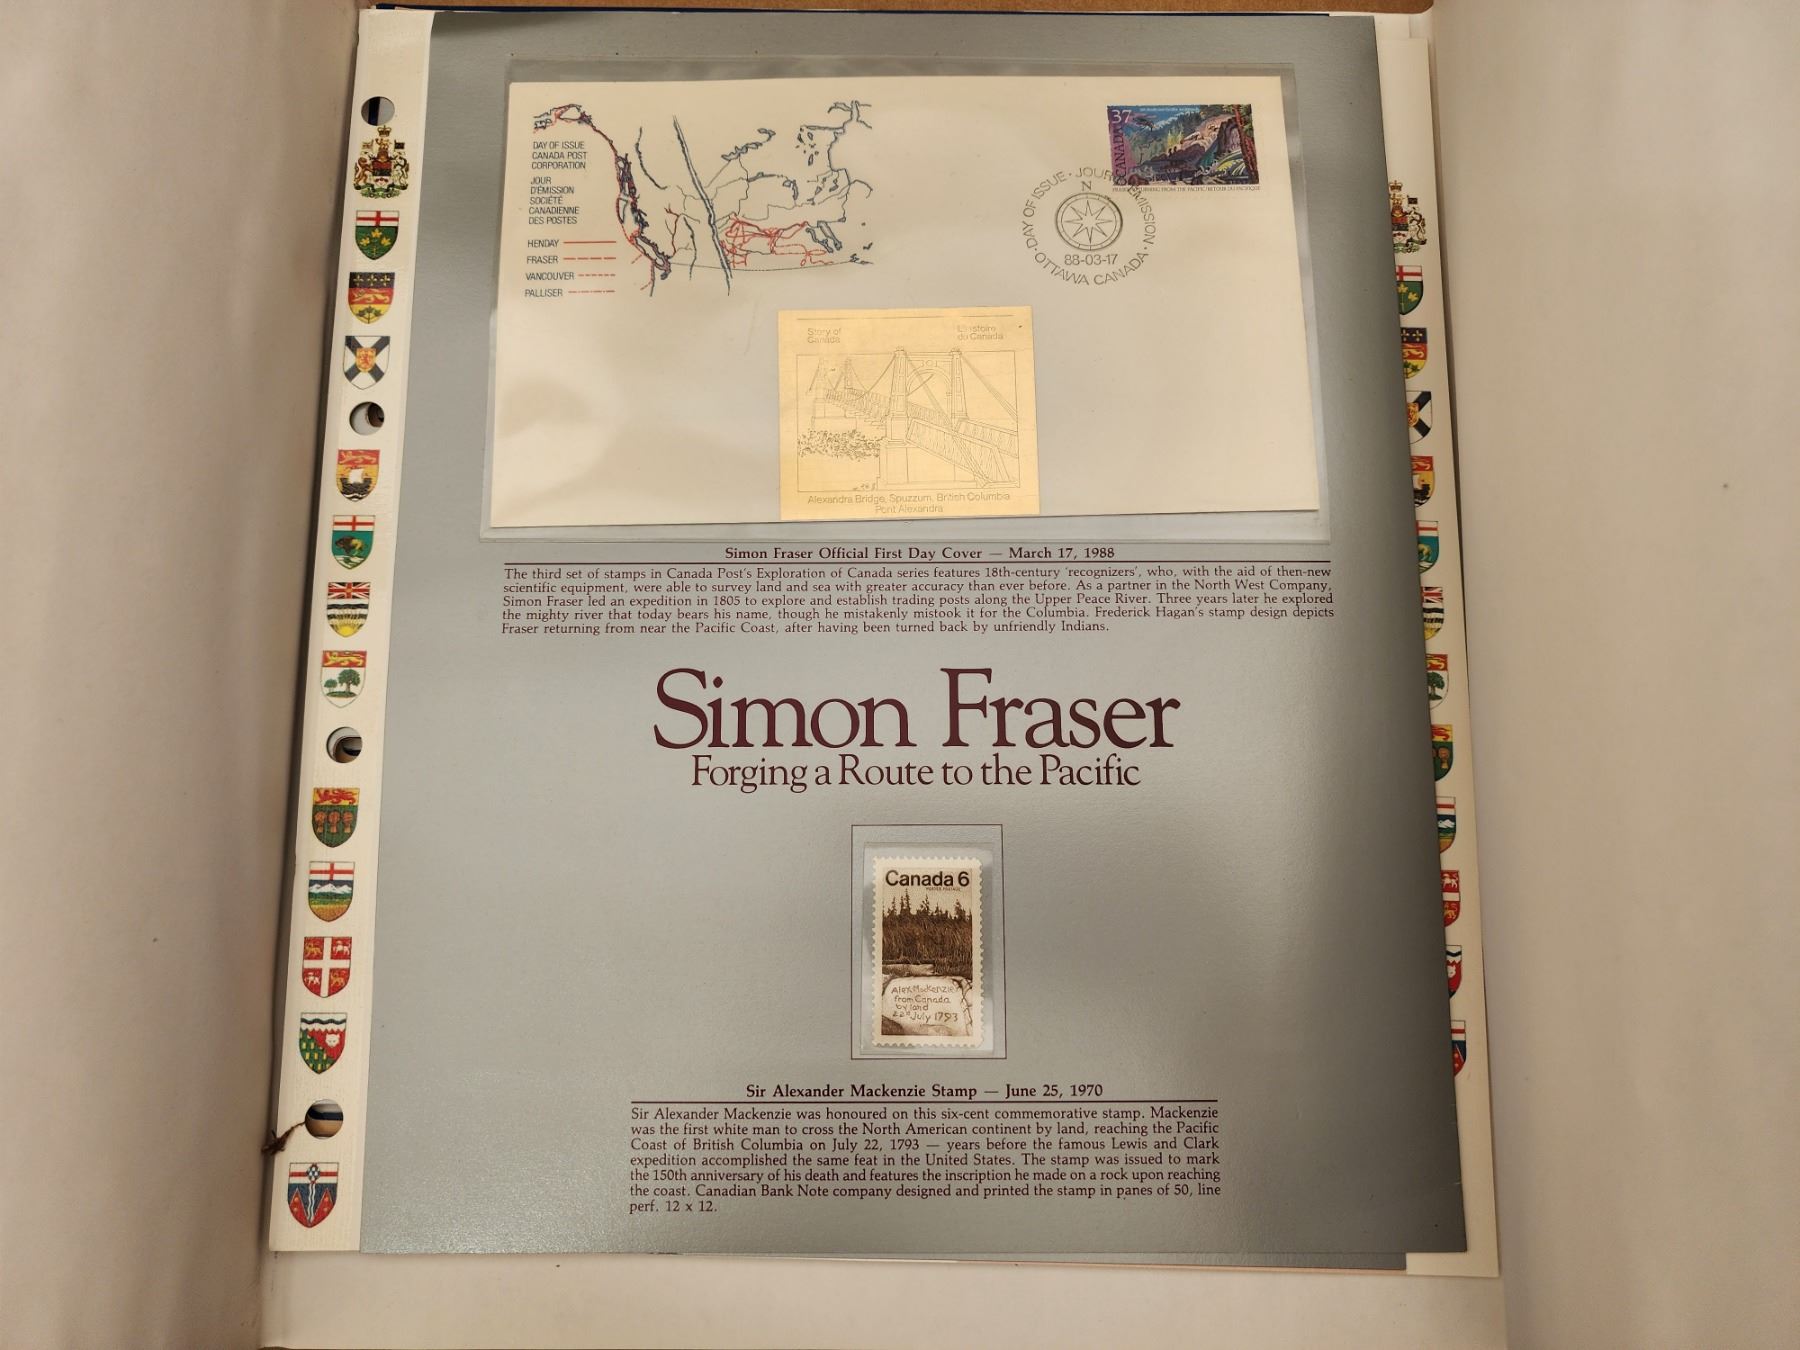 DAY OF ISSUE
CANADA POST
CORPORATION
JOUR
D'ÉMISSION
SOCIÉTÉ
CANADIENNE
DES POSTES
HENDAY
FRASER
VANCOUVER
PALLISER
37
CANADA
RETURNING FROM THE PACIFIC/RETOUR DU PACIFIQUE
DAY OF ISSUE · JOUR D'ÉMISSION ·
N
88-03-17
OTTAWA CANADA
Story of
Canada
L'histoire
du Canada
Alexandra Bridge, Spuzzum, British Columbia
Pont Alexandra
Simon Fraser Official First Day Cover — March 17, 1988
The third set of stamps in Canada Post's Exploration of Canada series features 18th-century 'recognizers', who, with the aid of then-new
scientific equipment, were able to survey land and sea with greater accuracy than ever before. As a partner in the North West Company,
Simon Fraser led an expedition in 1805 to explore and establish trading posts along the Upper Peace River. Three years later he explored
the mighty river that today bears his name, though he mistakenly mistook it for the Columbia. Frederick Hagan's stamp design depicts
Fraser returning from near the Pacific Coast, after having been turned back by unfriendly Indians.
Simon Fraser
Forging a Route to the Pacific
Canada 6
Alex MacKenzie
from Canada
by land
22d July 1793
Sir Alexander Mackenzie Stamp — June 25, 1970
Sir Alexander Mackenzie was honoured on this six-cent commemorative stamp. Mackenzie
was the first white man to cross the North American continent by land, reaching the Pacific
Coast of British Columbia on July 22, 1793 — years before the famous Lewis and Clark
expedition accomplished the same feat in the United States. The stamp was issued to mark
the 150th anniversary of his death and features the inscription he made on a rock upon reaching
the coast. Canadian Bank Note company designed and printed the stamp in panes of 50, line
perf. 12 x 12.